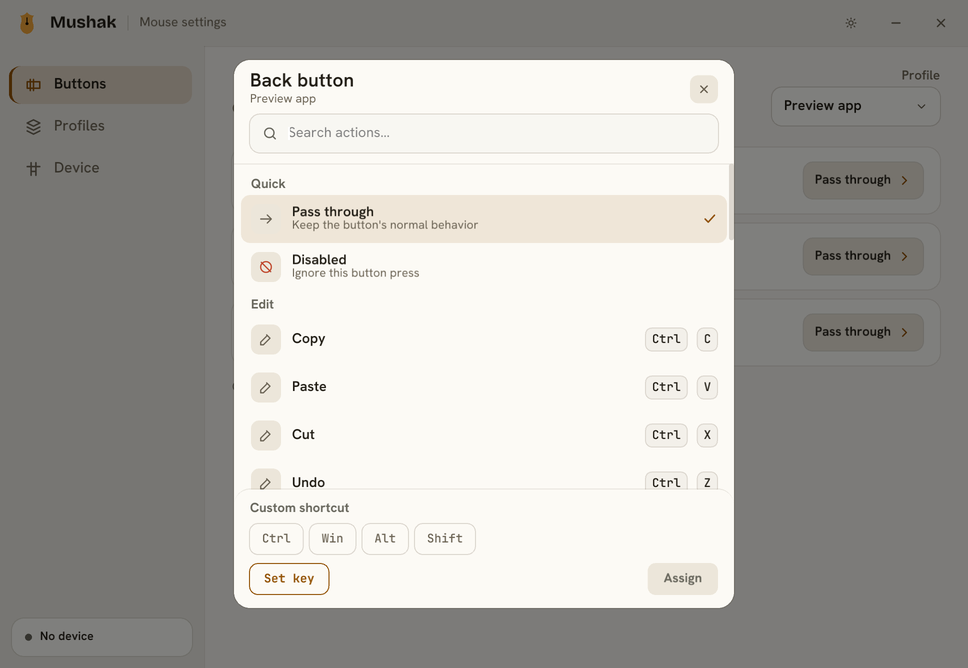 Mushak
Mouse settings
Buttons
Profiles
Device
No device
Profile
Preview app
Pass through
Pass through
Pass through
Back button
Preview app
Search actions...
Quick
Pass through
Keep the button's normal behavior
Disabled
Ignore this button press
Edit
Copy Ctrl C
Paste Ctrl V
Cut Ctrl X
Undo Ctrl Z
Custom shortcut
Ctrl Win Alt Shift
Set key
Assign